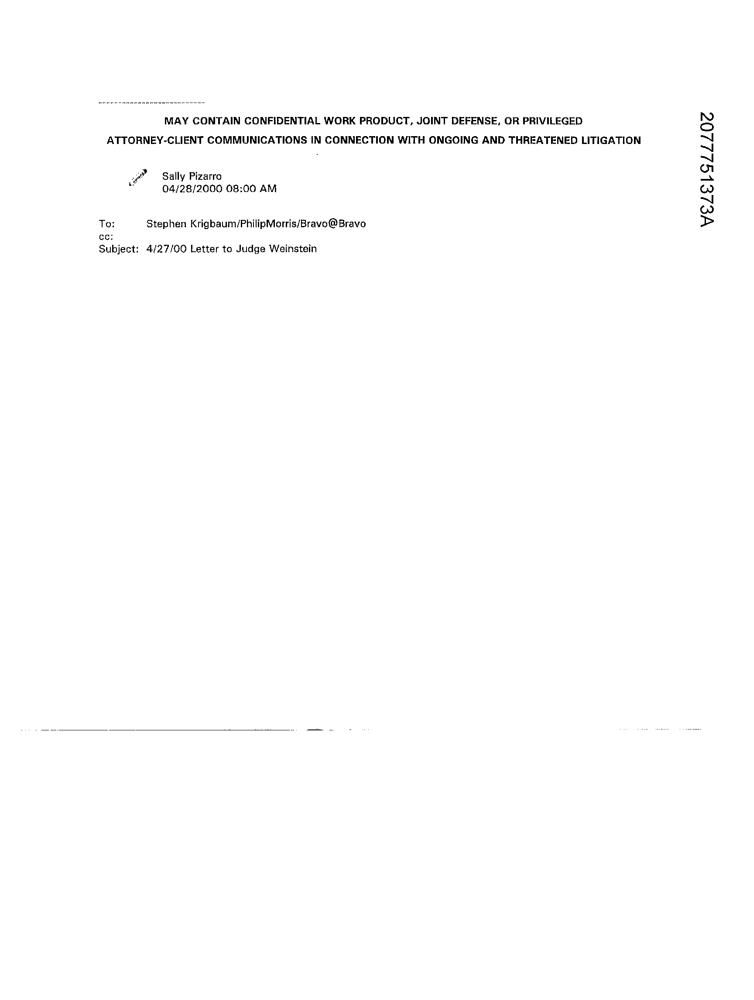 MAY CONTAIN CONFIDENTIAL WORK PRODUCT, JOINT DEFENSE, OR PRIVILEGED
ATTORNEY-CLIENT COMMUNICATIONS IN CONNECTION WITH ONGOING AND THREATENED LITIGATION
Sally Pizarro
04/28/2000 08:00 AM
To: Stephen Krigbaum/PhilipMorris/Bravo@Bravo
cc:
Subject: 4/27/00 Letter to Judge Weinstein
2077751373A